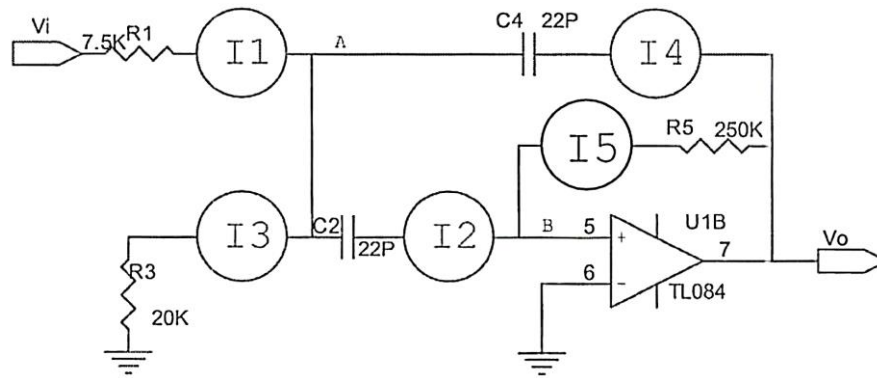 Vi
7.5K
R1
I1
A
C4
22P
I4
I5
R5
250K
I3
C2
22P
I2
B
5
+
U1B
7
Vo
6
-
TL084
R3
20K